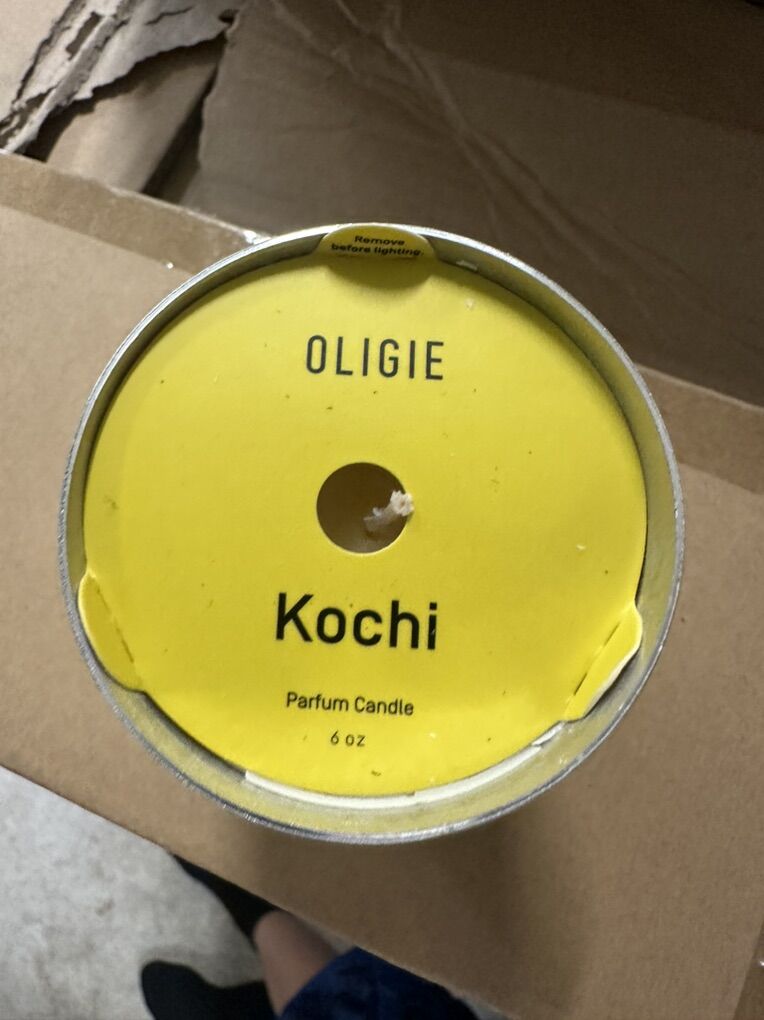 Remove
before lighting.
OLIGIE
Kochi
Parfum Candle
6 oz